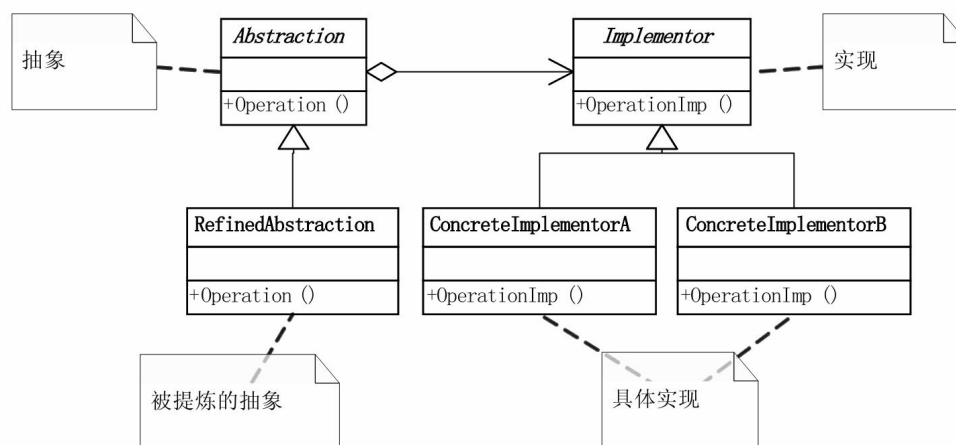 Abstraction
Implementor
抽象
实现
+Operation ()
+OperationImp ()
RefinedAbstraction
ConcreteImplementorA
ConcreteImplementorB
+Operation ()
+OperationImp ()
+OperationImp ()
被提炼的抽象
具体实现